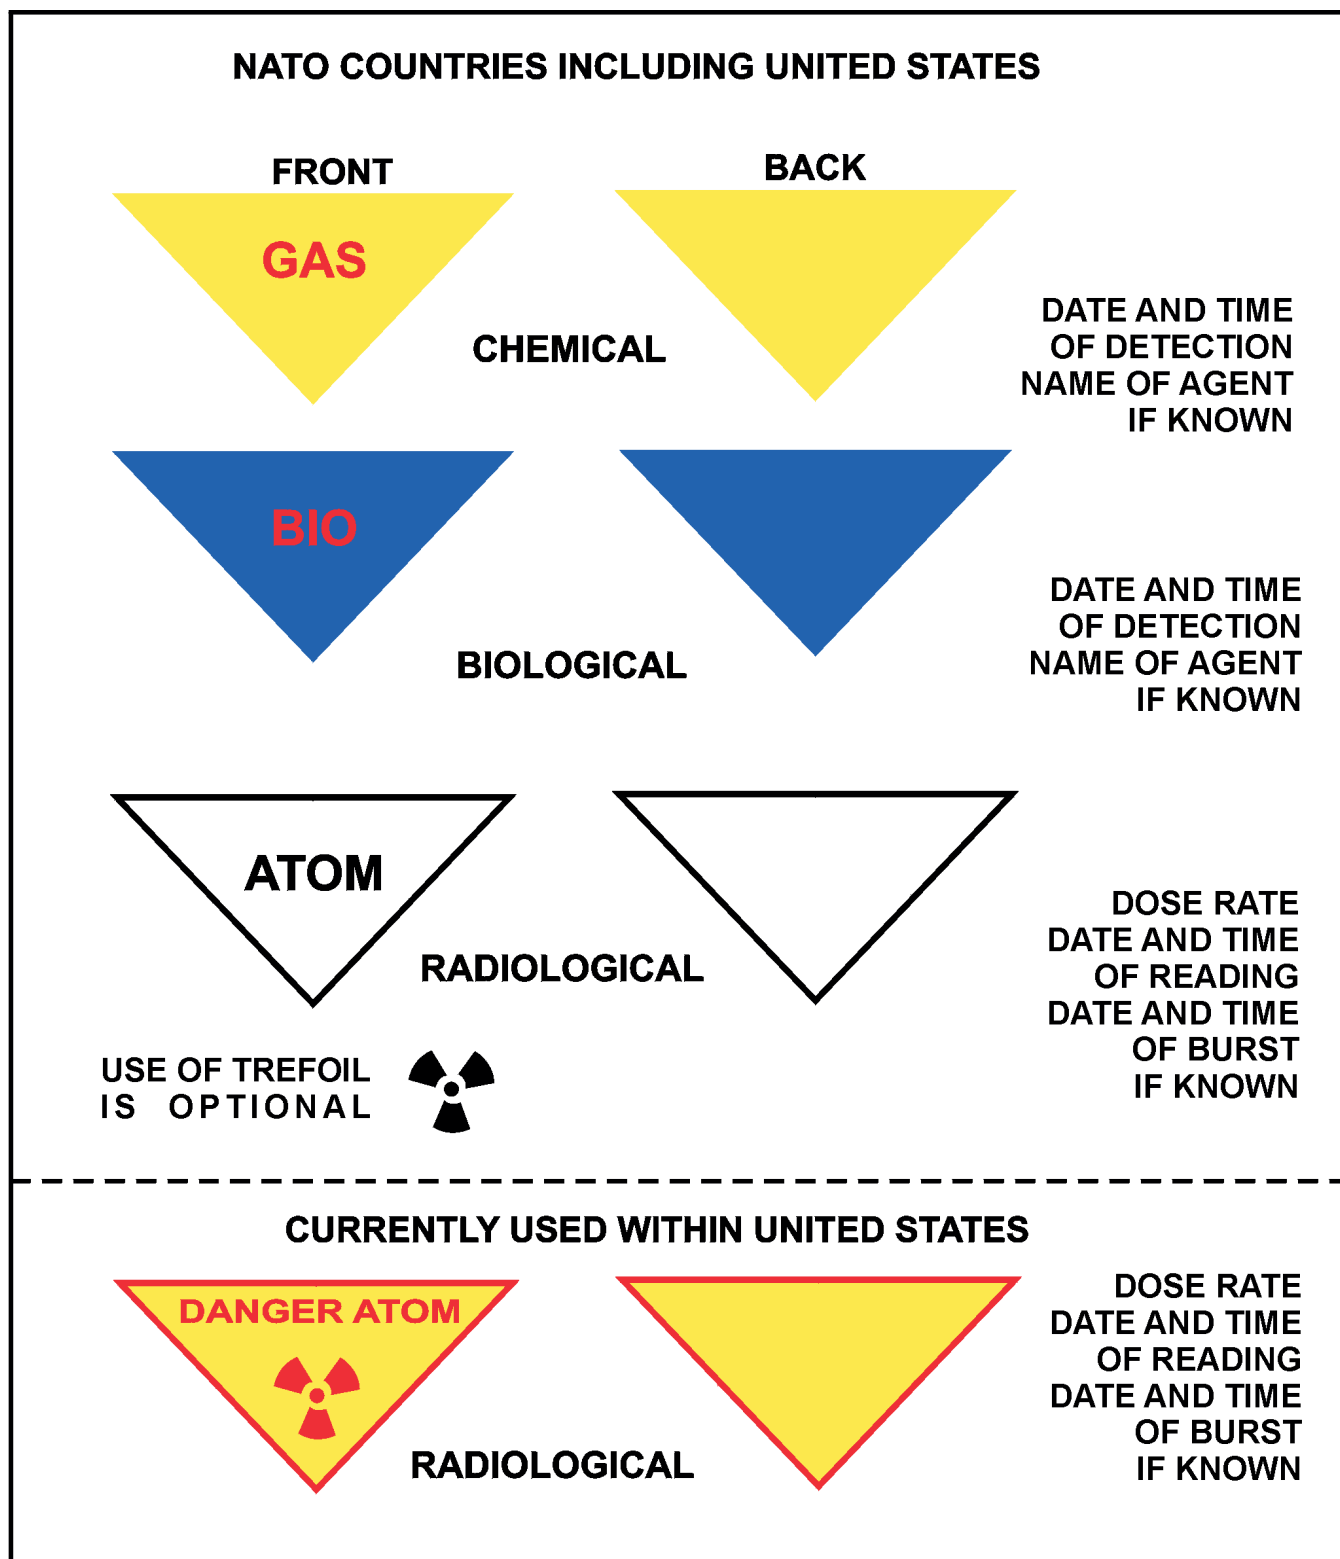 NATO COUNTRIES INCLUDING UNITED STATES
FRONT
BACK
GAS
CHEMICAL
DATE AND TIME
OF DETECTION
NAME OF AGENT
IF KNOWN
BIO
BIOLOGICAL
DATE AND TIME
OF DETECTION
NAME OF AGENT
IF KNOWN
ATOM
RADIOLOGICAL
DOSE RATE
DATE AND TIME
OF READING
DATE AND TIME
OF BURST
IF KNOWN
USE OF TREFOIL
IS OPTIONAL
CURRENTLY USED WITHIN UNITED STATES
DANGER ATOM
RADIOLOGICAL
DOSE RATE
DATE AND TIME
OF READING
DATE AND TIME
OF BURST
IF KNOWN